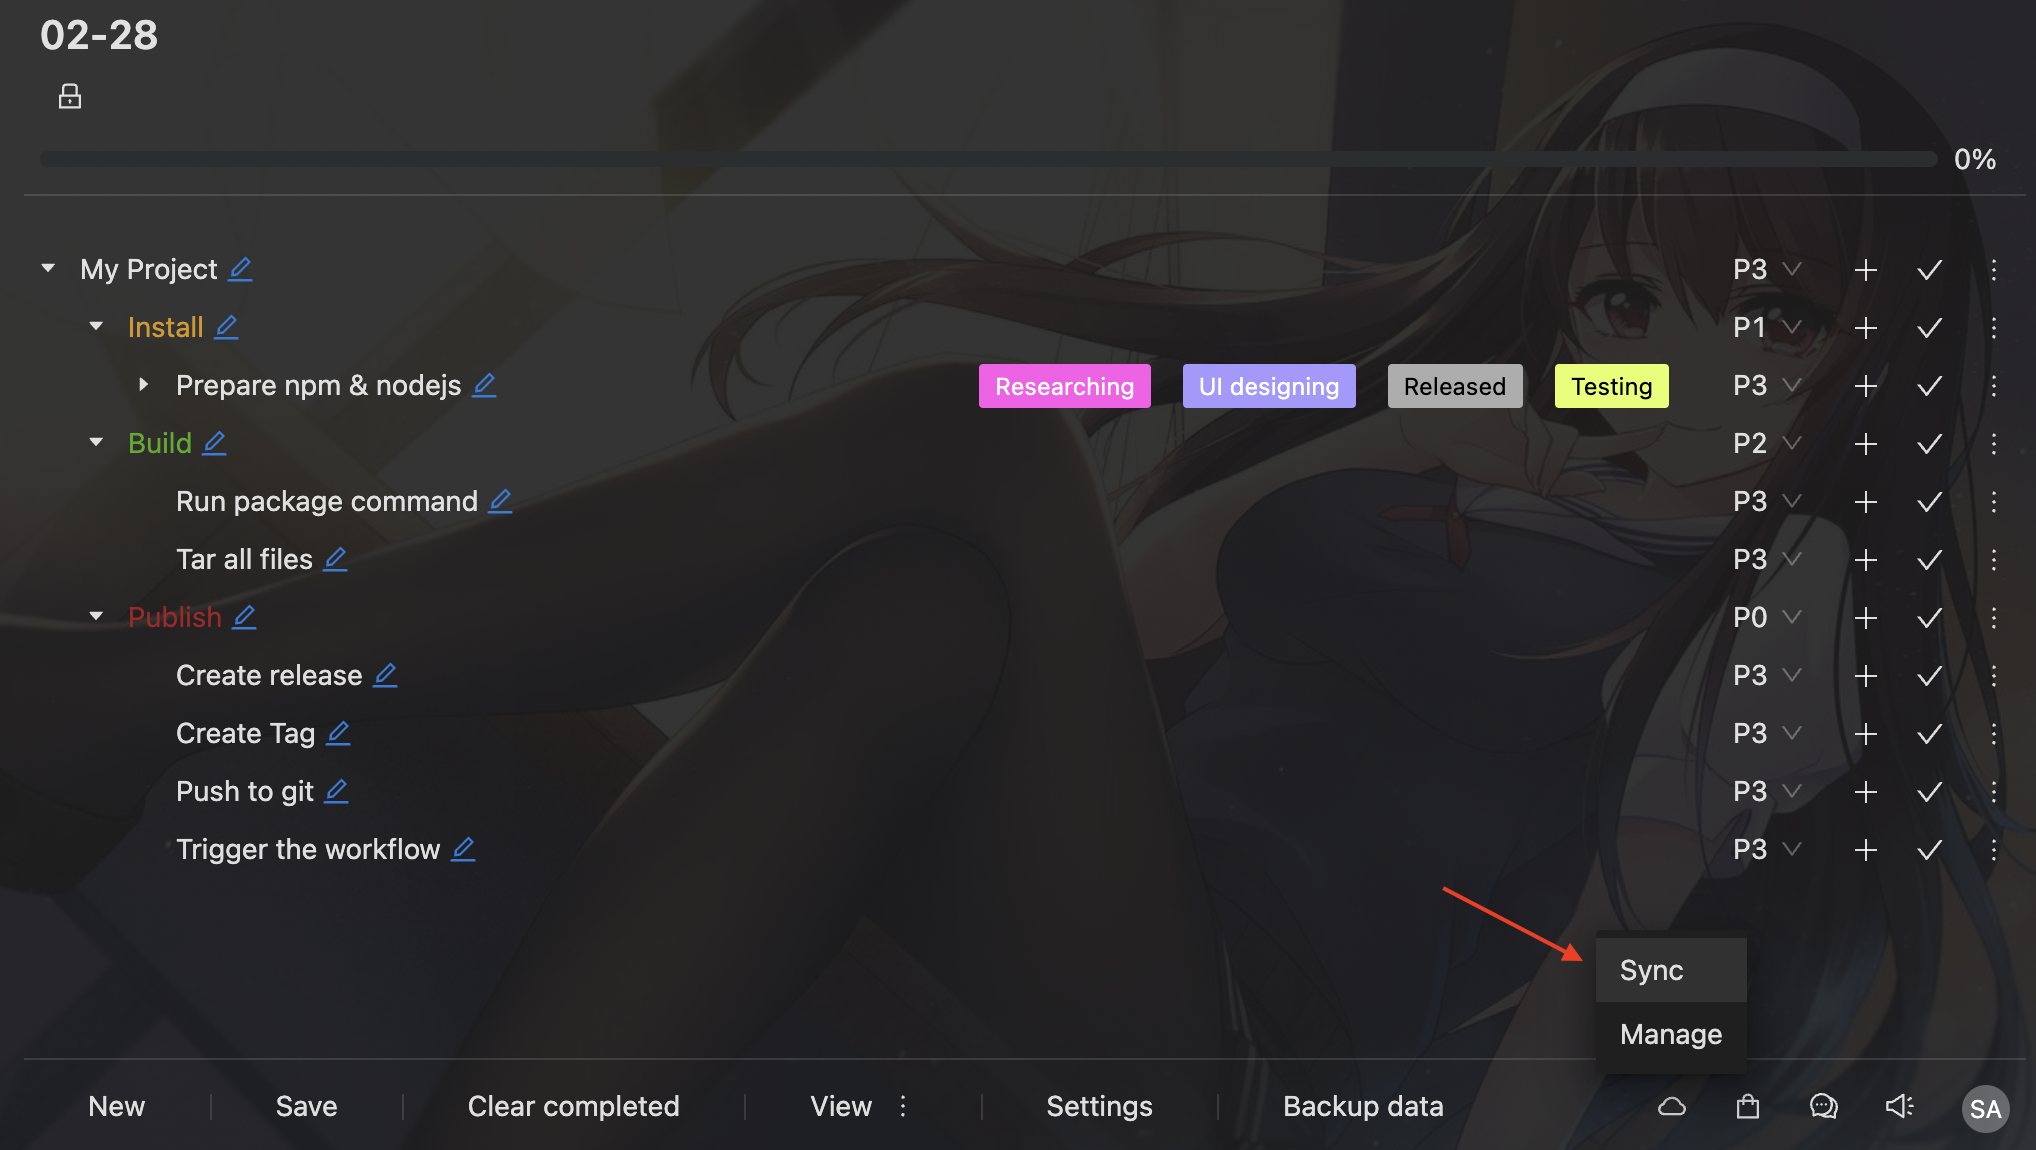 02-28
0%
My Project P3
Install P1
Prepare npm & nodejs Researching UI designing Released Testing P3
Build P2
Run package command P3
Tar all files P3
Publish P0
Create release P3
Create Tag P3
Push to git P3
Trigger the workflow P3
Sync
Manage
New Save Clear completed View Settings Backup data SA